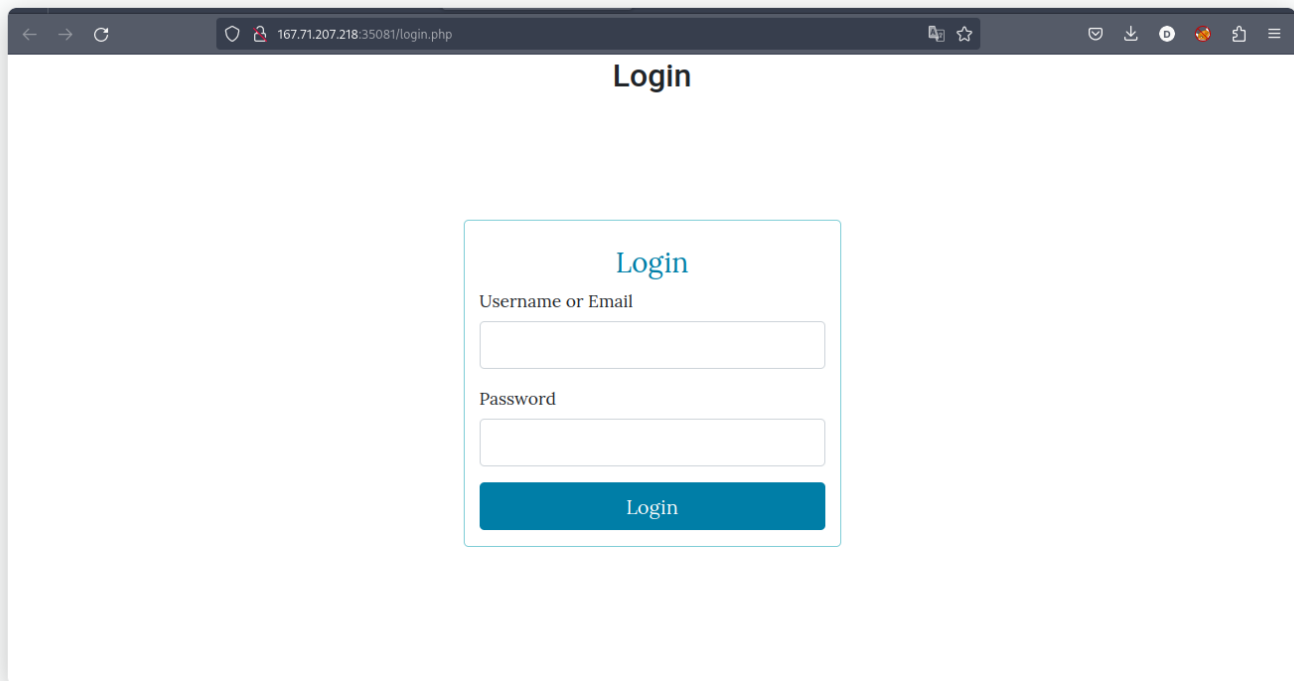 167.71.207.218:35081/login.php
D
Login
Login
Username or Email
Password
Login